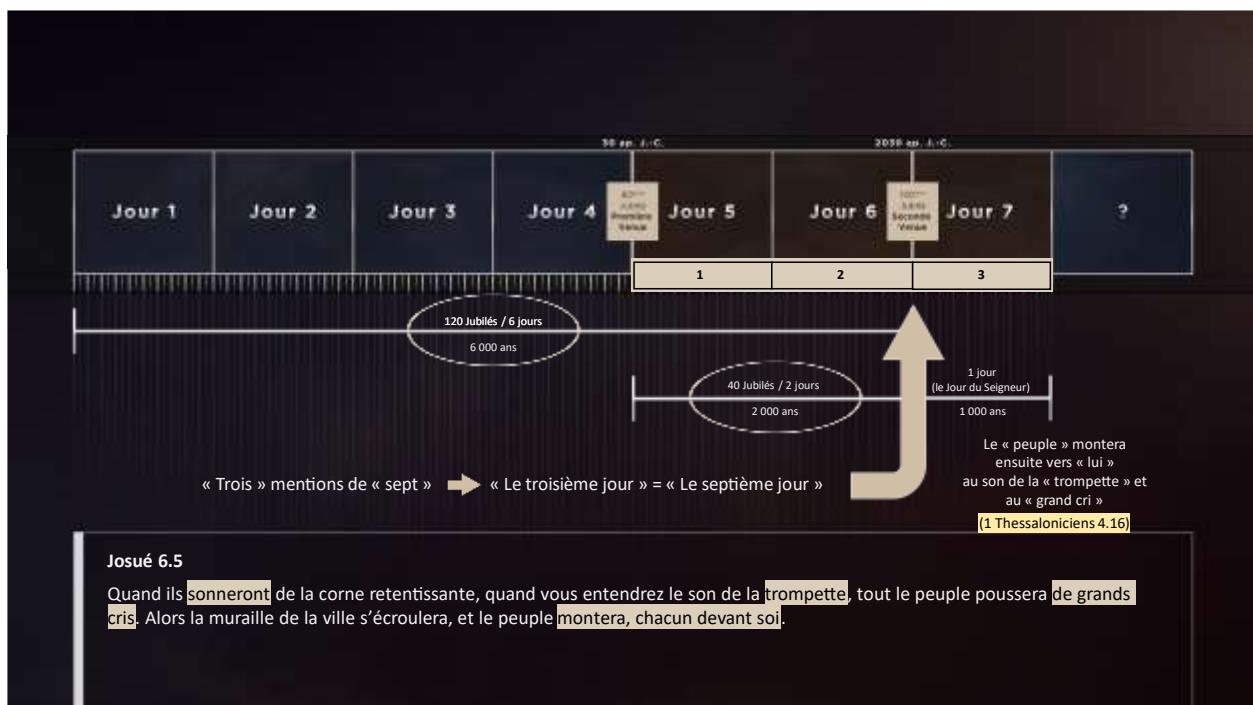 30 ap. J.-C.
2030 ap. J.-C.
Jour 1
Jour 2
Jour 3
Jour 4
Première
Venue
Jour 5
Jour 6
Seconde
Venue
Jour 7
?
1
2
3
120 Jubilés / 6 jours
6 000 ans
40 Jubilés / 2 jours
2 000 ans
1 jour
(le Jour du Seigneur)
1 000 ans
Le « peuple » montera
ensuite vers « lui »
au son de la « trompette » et
au « grand cri »
(1 Thessaloniciens 4.16)
« Trois » mentions de « sept »
« Le troisième jour » = « Le septième jour »
Josué 6.5
Quand ils sonneront de la corne retentissante, quand vous entendrez le son de la trompette, tout le peuple poussera de grands
cris. Alors la muraille de la ville s’écroulera, et le peuple montera, chacun devant soi.